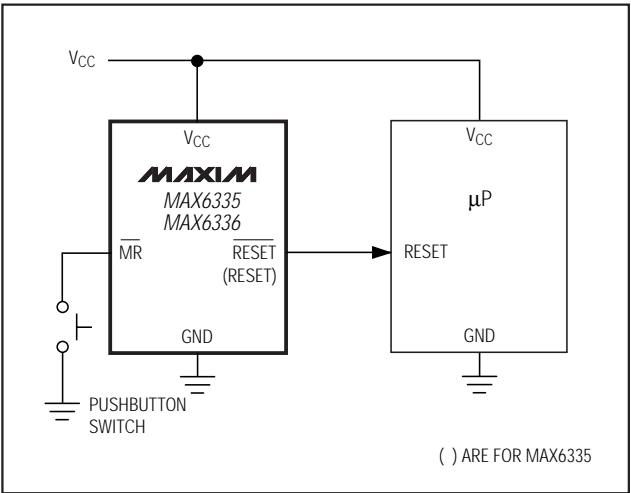 VCC
VCC
MAXIM
MAX6335
MAX6336
MR
RESET
(RESET)
GND
VCC
μP
RESET
GND
PUSHBUTTON
SWITCH
( ) ARE FOR MAX6335